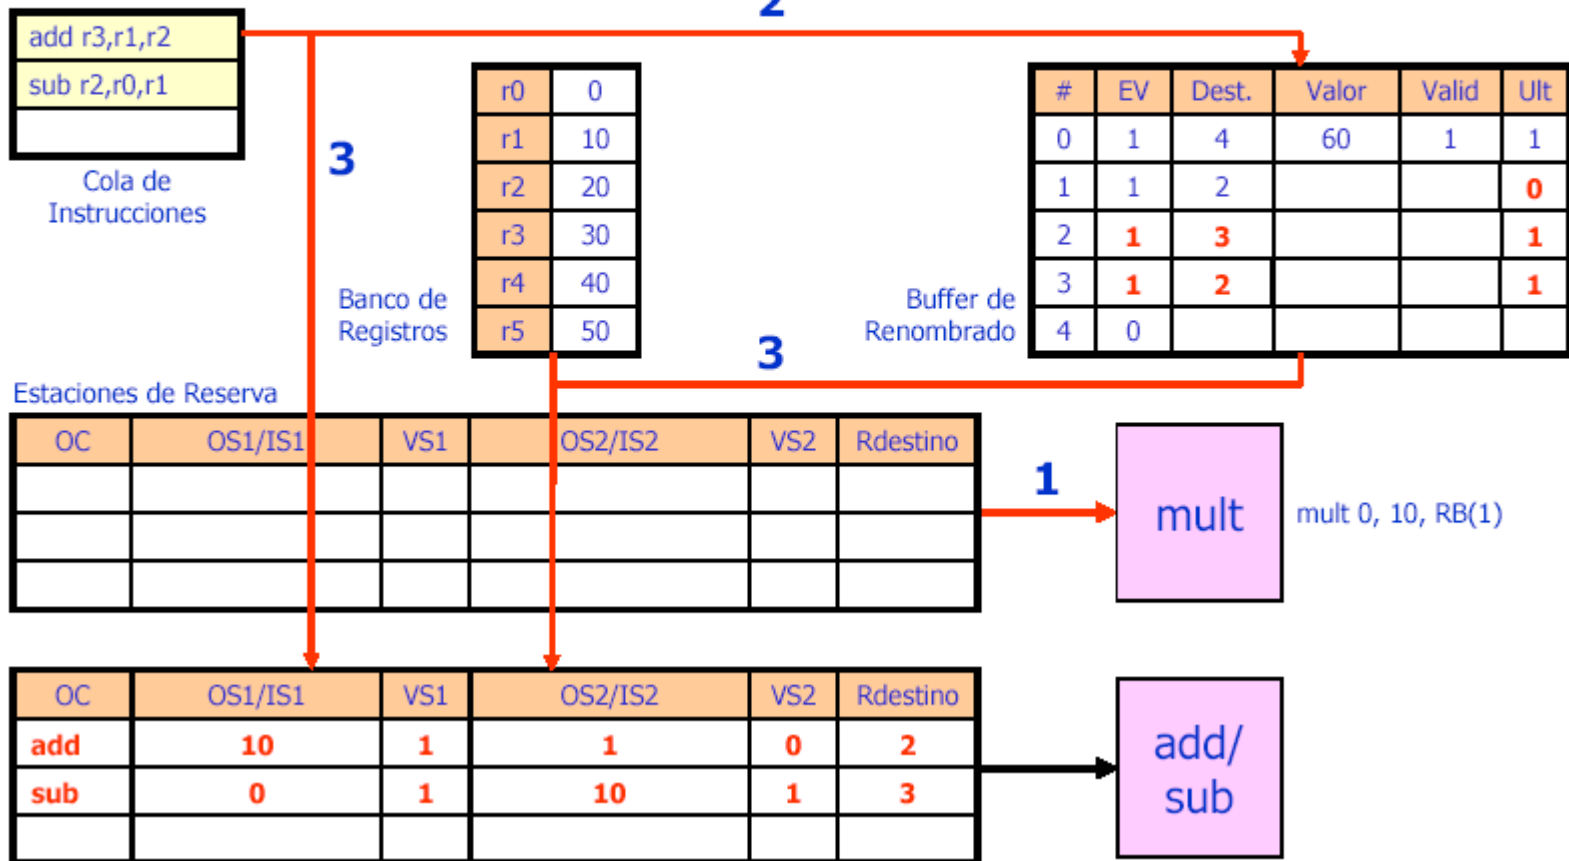 2
add r3,r1,r2
sub r2,r0,r1
Cola de
Instrucciones
3
r0 0
r1 10
r2 20
r3 30
r4 40
r5 50
Banco de
Registros
# EV Dest. Valor Valid Ult
0 1 4 60 1 1
1 1 2 0
2 1 3 1
3 1 2 1
4 0
Buffer de
Renombrado
3
Estaciones de Reserva
OC OS1/IS1 VS1 OS2/IS2 VS2 Rdestino
1
mult
mult 0, 10, RB(1)
OC OS1/IS1 VS1 OS2/IS2 VS2 Rdestino
add 10 1 1 0 2
sub 0 1 10 1 3
add/
sub